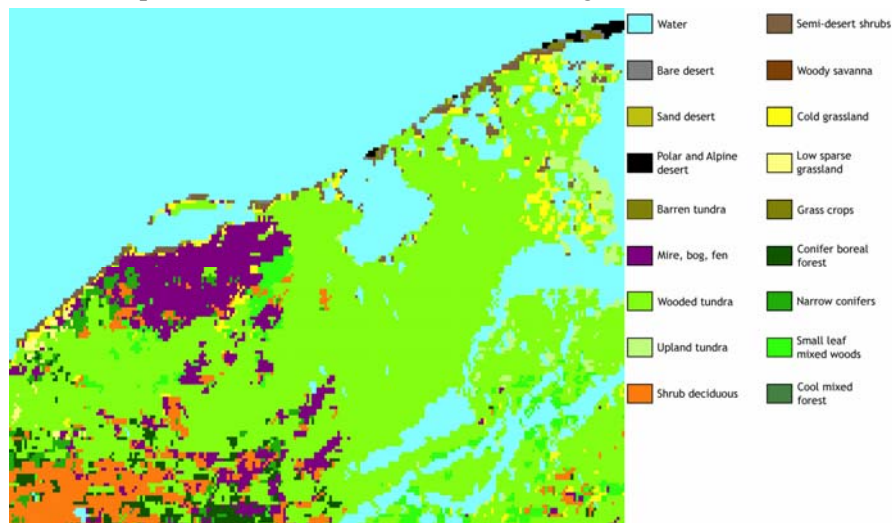 Water
Semi-desert shrubs
Bare desert
Woody savanna
Sand desert
Cold grassland
Polar and Alpine
desert
Low sparse
grassland
Barren tundra
Grass crops
Mire, bog, fen
Conifer boreal
forest
Wooded tundra
Narrow conifers
Upland tundra
Small leaf
mixed woods
Shrub deciduous
Cool mixed
forest